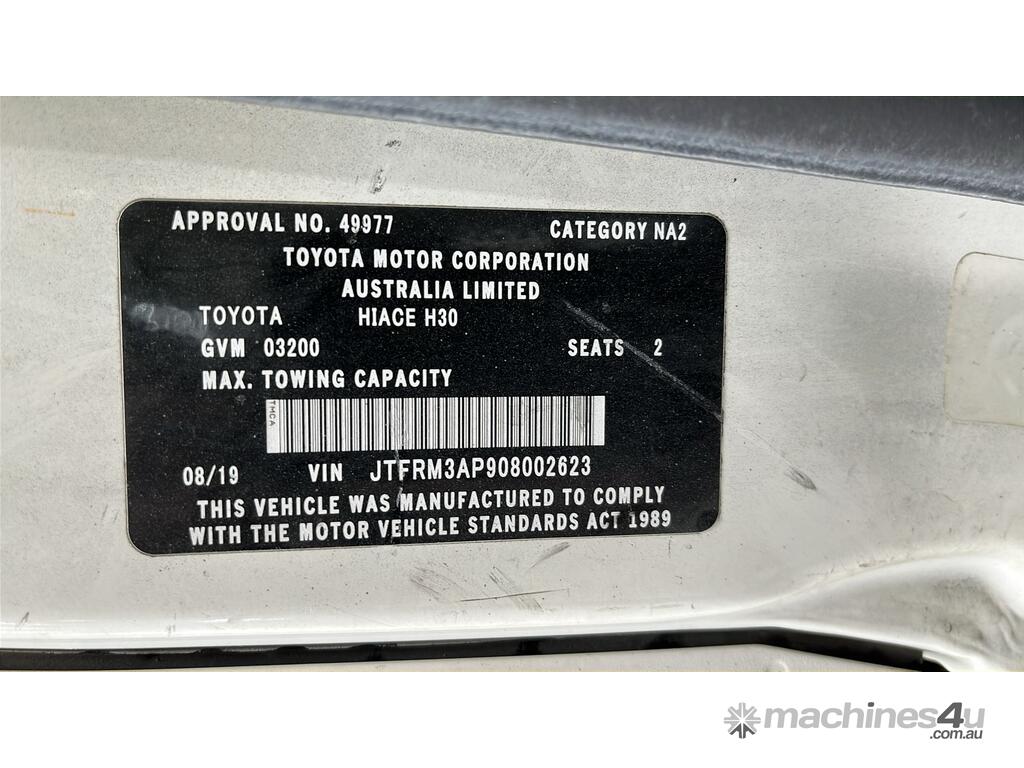 APPROVAL NO. 49977 CATEGORY NA2
TOYOTA MOTOR CORPORATION
AUSTRALIA LIMITED
TOYOTA HIACE H30
GVM 03200 SEATS 2
MAX. TOWING CAPACITY
TMCA
08/19 VIN JTFRM3AP908002623
THIS VEHICLE WAS MANUFACTURED TO COMPLY
WITH THE MOTOR VEHICLE STANDARDS ACT 1989
machines4u
.com.au